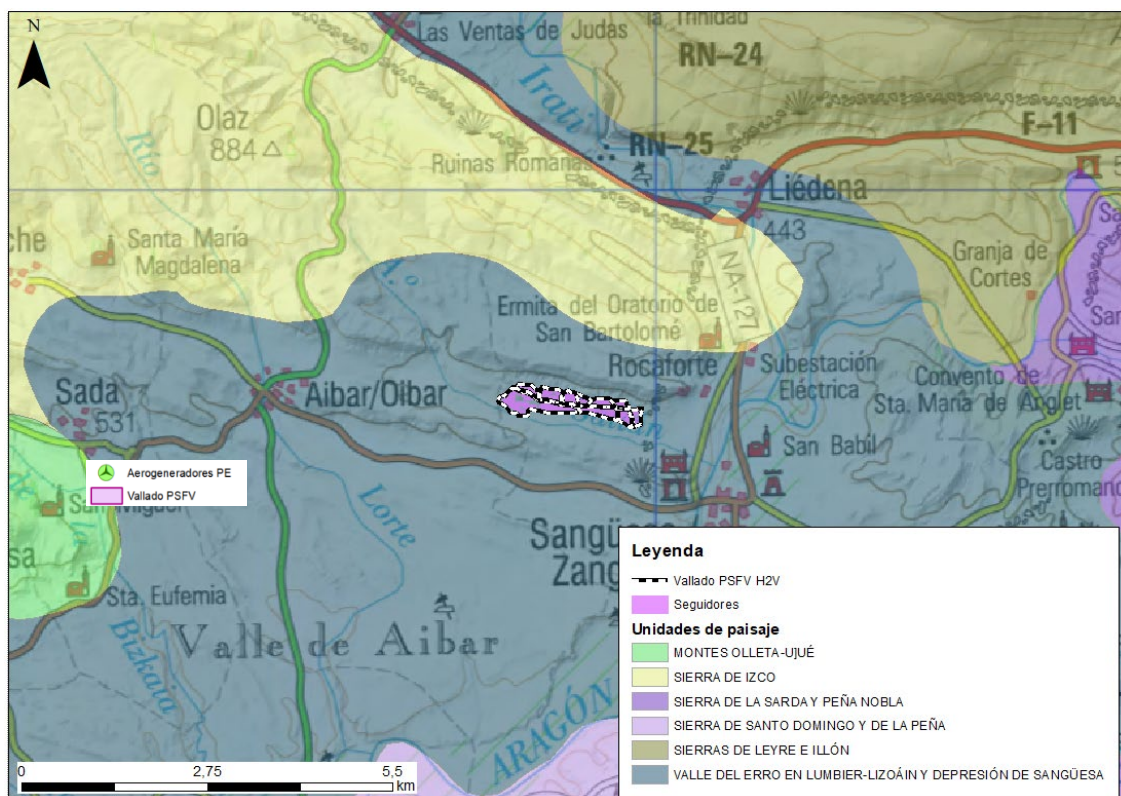 N
Las Ventas de Judas
la Trinidad
RN-24
Irati
Olaz
884
Río
F-11
Ruinas Romanas
RN-25
Liédena
443
Santa María
Magdalena
che
A.º
NA-127
Granja de
Cortes
Ermita del Oratorio de
San Bartolomé
Rocaforte
Subestación
Eléctrica
Convento de
Sta. María de Anglet
Sada
531
Aibar/Oibar
San Babil
Castro
Prerromano
Aerogeneradores PE
Vallado PSFV
de
la
Lorte
Sta. Eufemia
Bizkaia
Valle de Aibar
ARAGÓN
Leyenda
Vallado PSFV H2V
Seguidores
Unidades de paisaje
MONTES OLLETA-UJUÉ
SIERRA DE IZCO
SIERRA DE LA SARDA Y PEÑA NOBLA
SIERRA DE SANTO DOMINGO Y DE LA PEÑA
SIERRAS DE LEYRE E ILLÓN
VALLE DEL ERRO EN LUMBIER-LIZOÁIN Y DEPRESIÓN DE SANGÜESA
0 2,75 5,5
km